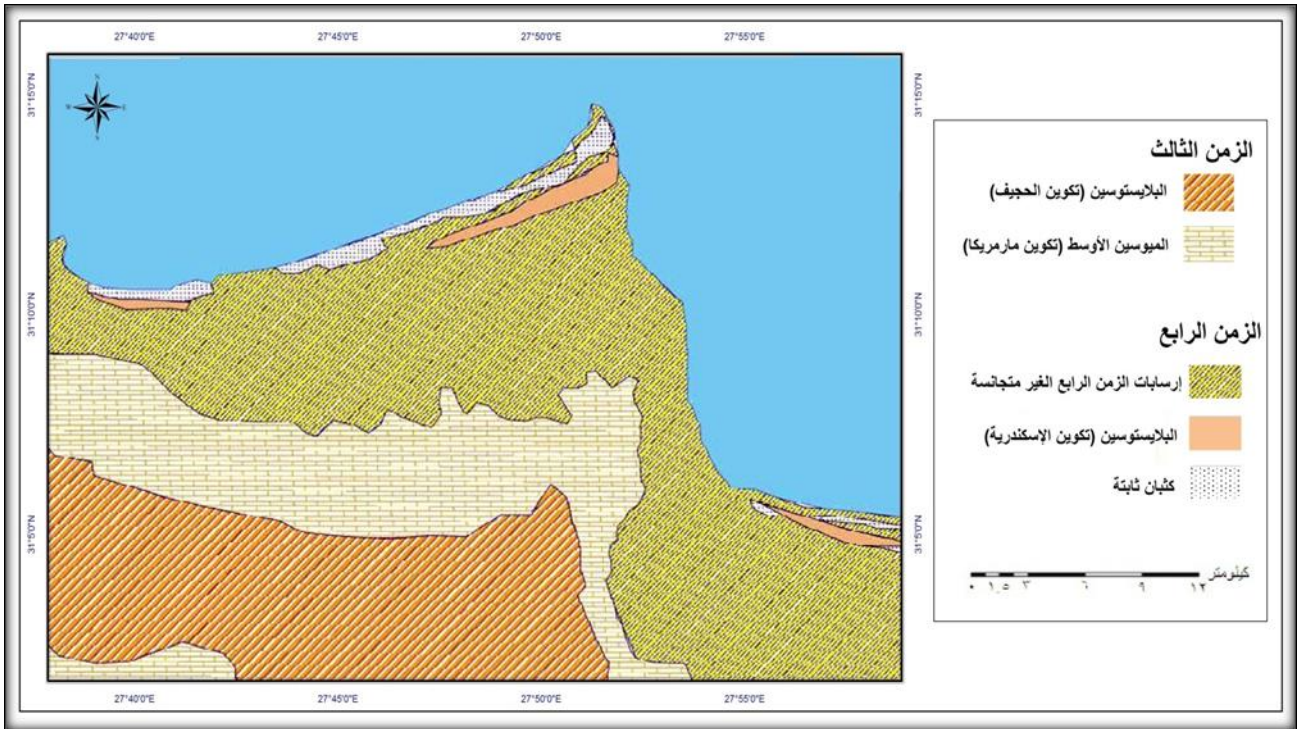 27°40'0"E 27°45'0"E 27°50'0"E 27°55'0"E
31°15'0"N 31°15'0"N
31°10'0"N 31°10'0"N
31°5'0"N 31°5'0"N
27°40'0"E 27°45'0"E 27°50'0"E 27°55'0"E
N
W E
S
الزمن الثالث
البلايستوسين (تكوين الحجيف)
الميوسين الأوسط (تكوين مارمريكا)
الزمن الرابع
إرسابات الزمن الرابع الغير متجانسة
البلايستوسين (تكوين الإسكندرية)
كثبان ثابتة
كيلومتر
٠ ١.٥ ٣ ٦ ٩ ١٢